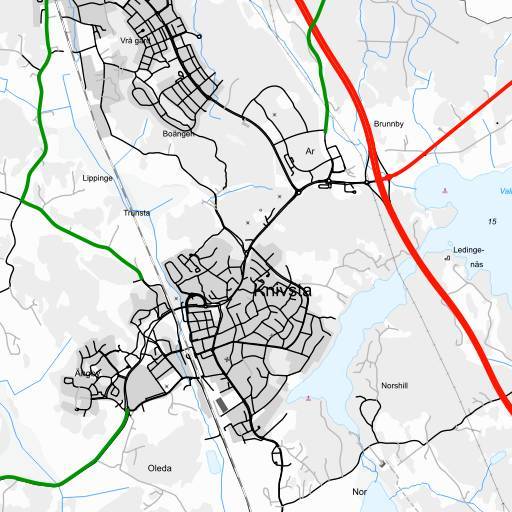 Vrå gård
Brunnby
Boängen
Ar
Lippinge
Trunsta
15
Ledinge-
näs
Knivsta
Norshill
Oleda
Nor